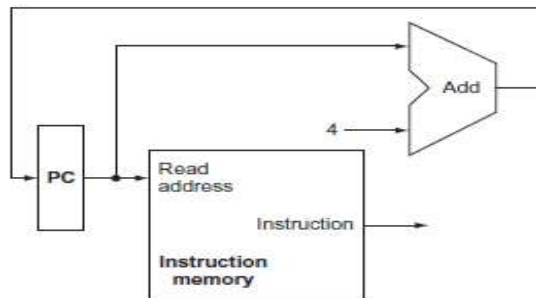 Add
4
PC
Read
address
Instruction
Instruction
memory